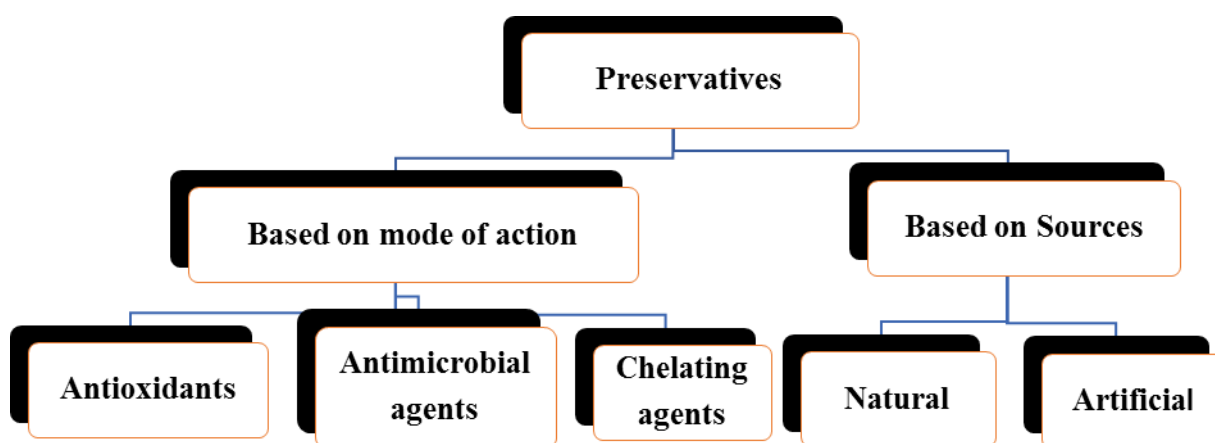 Preservatives
Based on mode of action
Based on Sources
Antioxidants
Antimicrobial
agents
Chelating
agents
Natural
Artificial